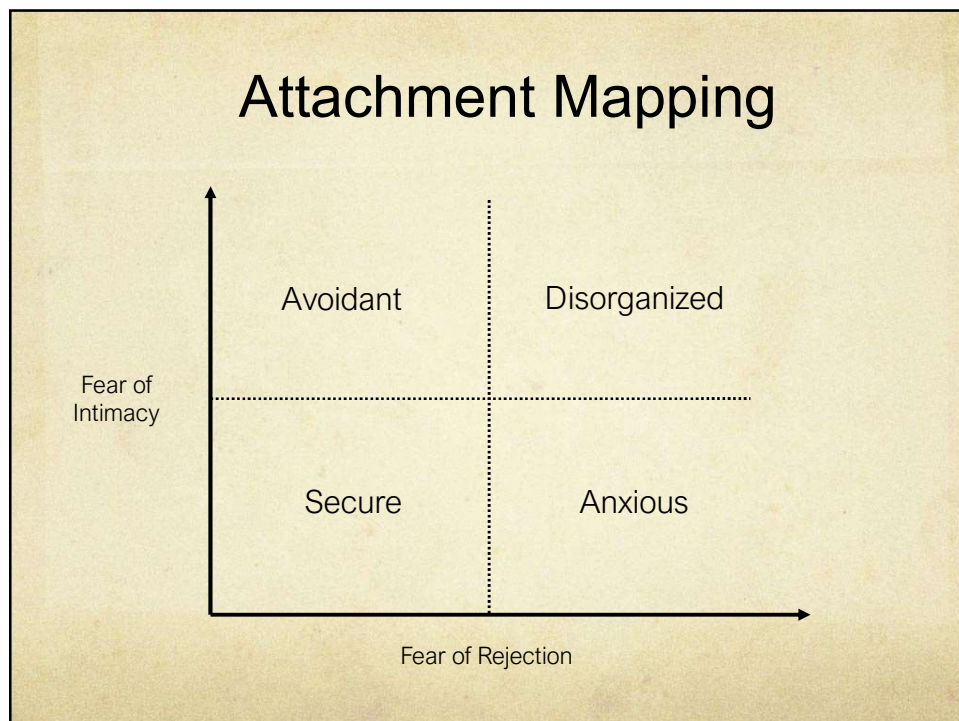 Attachment Mapping
Avoidant
Disorganized
Fear of
Intimacy
Secure
Anxious
Fear of Rejection